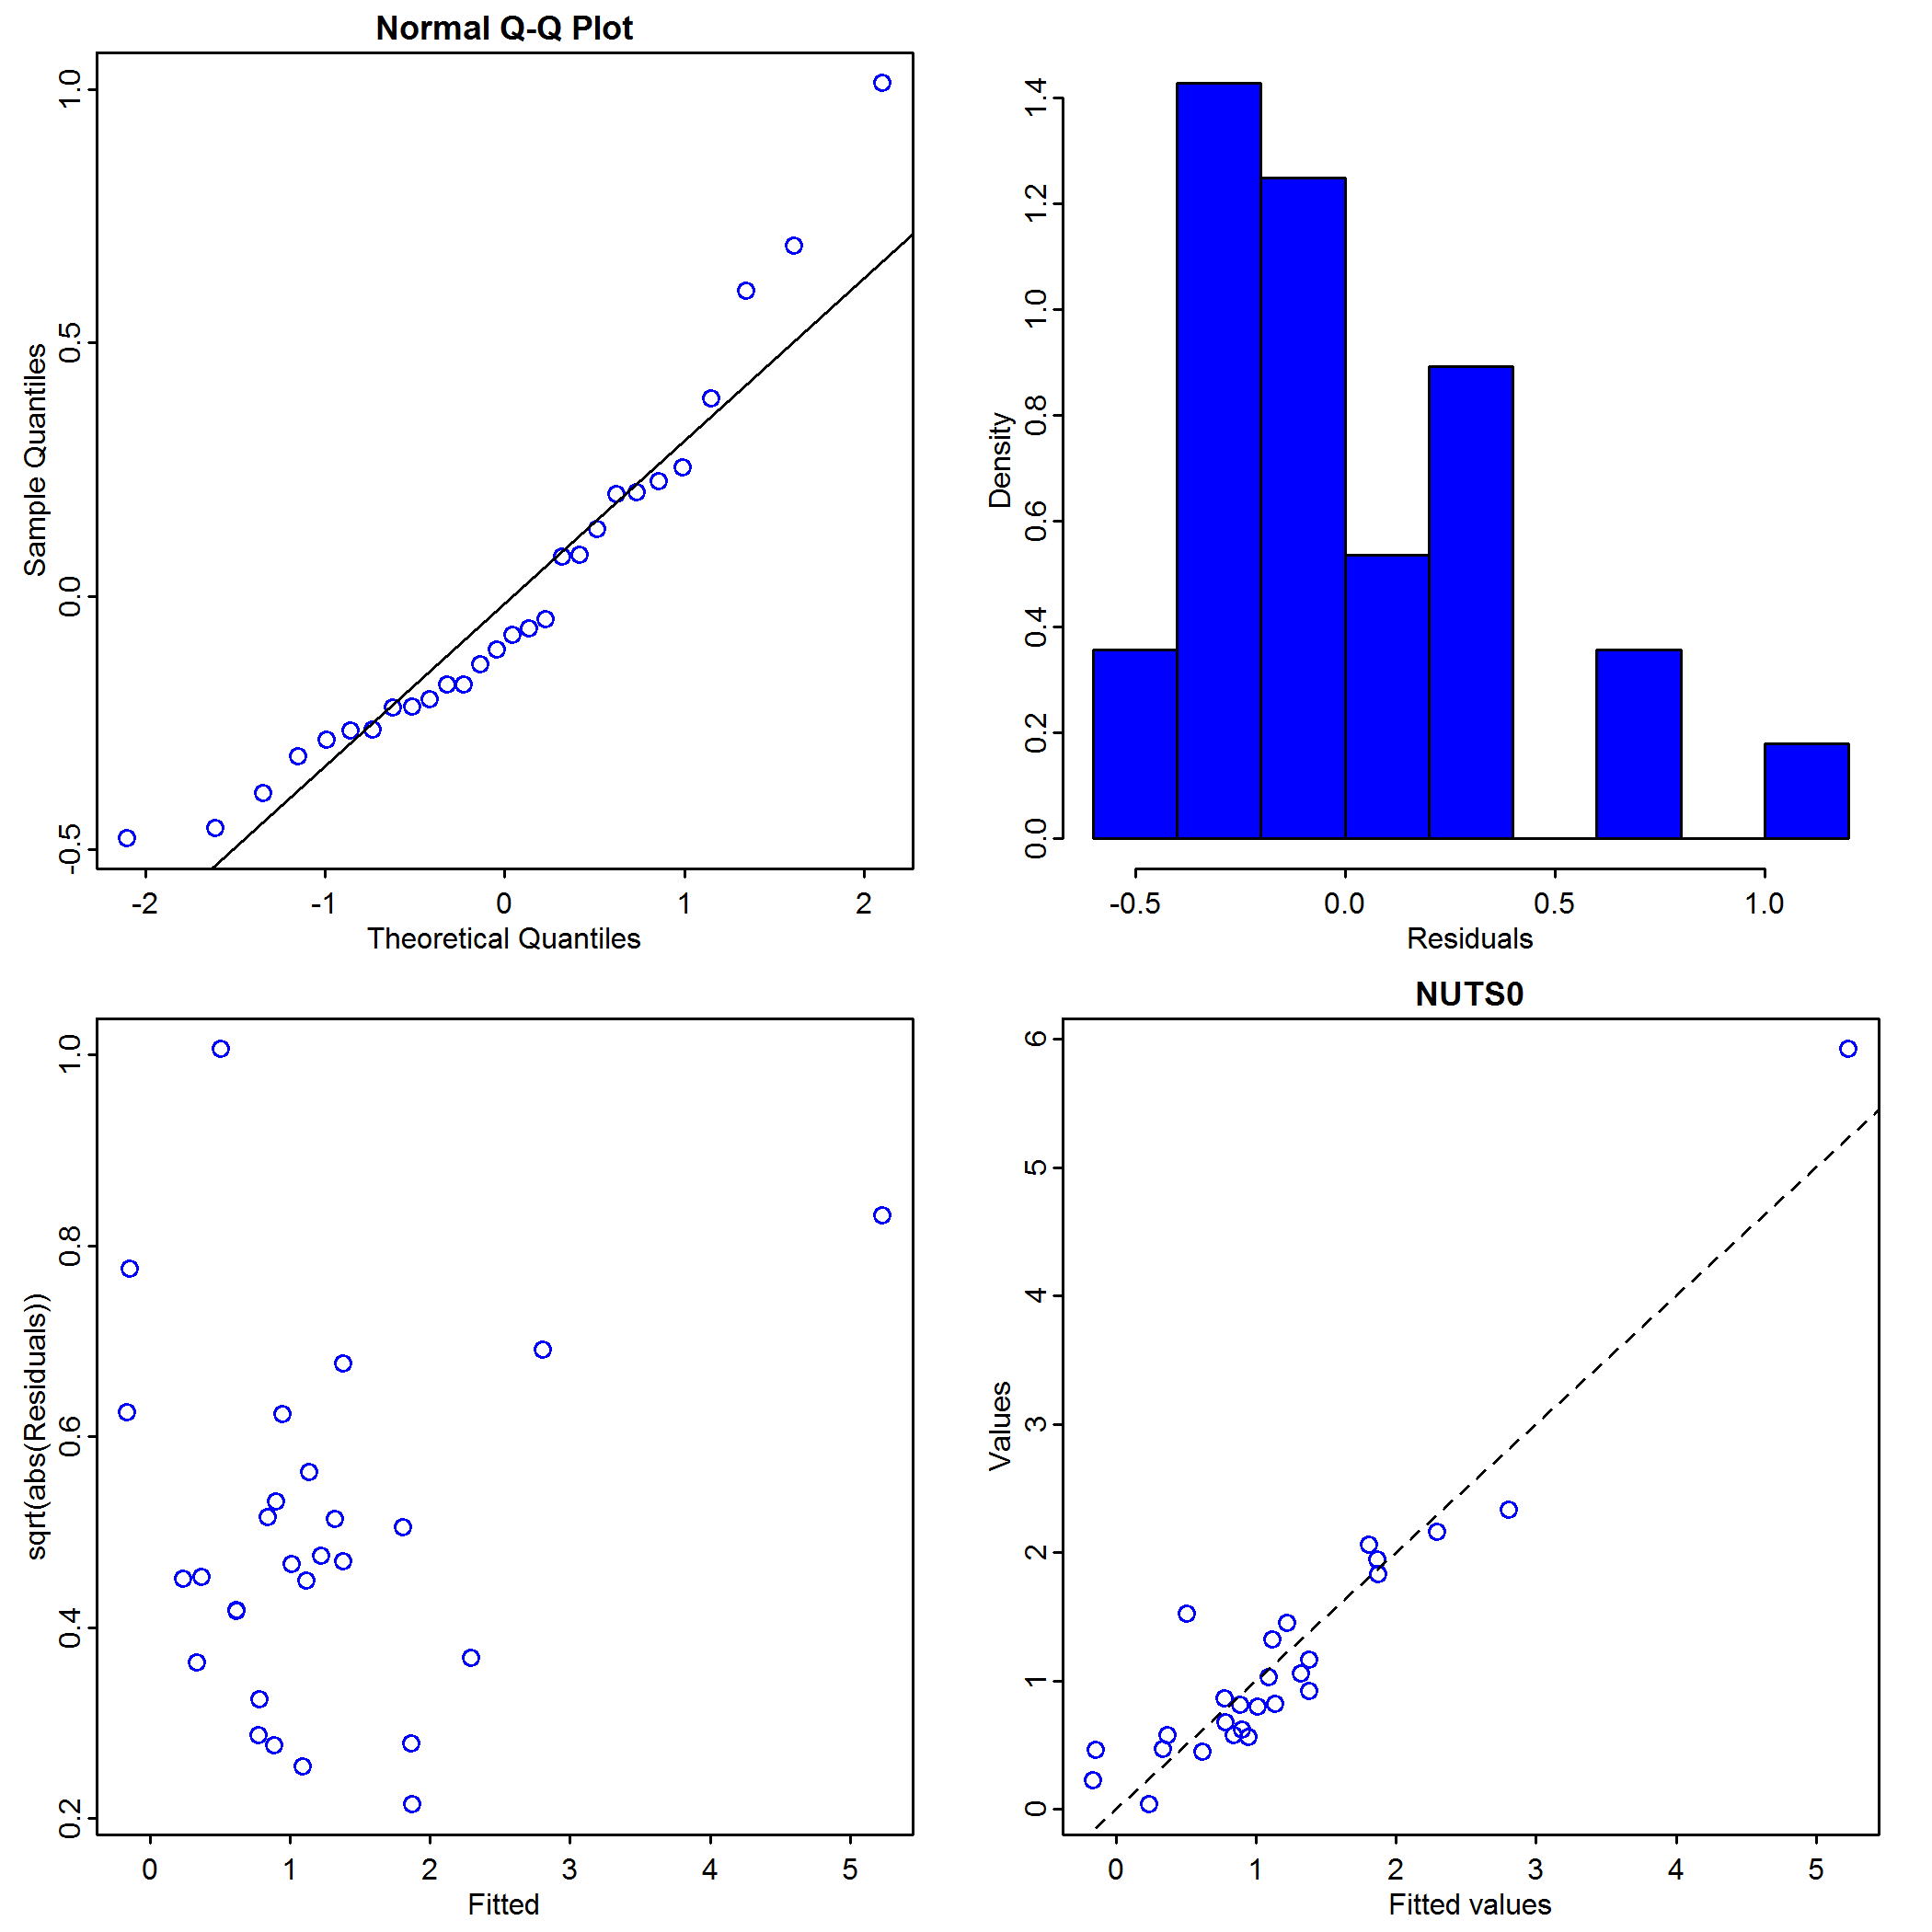 Normal Q-Q Plot
Sample Quantiles
1.0
0.5
0.0
-0.5
-2 -1 0 1 2
Theoretical Quantiles
Density
1.4
1.2
1.0
0.8
0.6
0.4
0.2
0.0
-0.5 0.0 0.5 1.0
Residuals
sqrt(abs(Residuals))
1.0
0.8
0.6
0.4
0.2
0 1 2 3 4 5
Fitted
NUTS0
Values
6
5
4
3
2
1
0
0 1 2 3 4 5
Fitted values